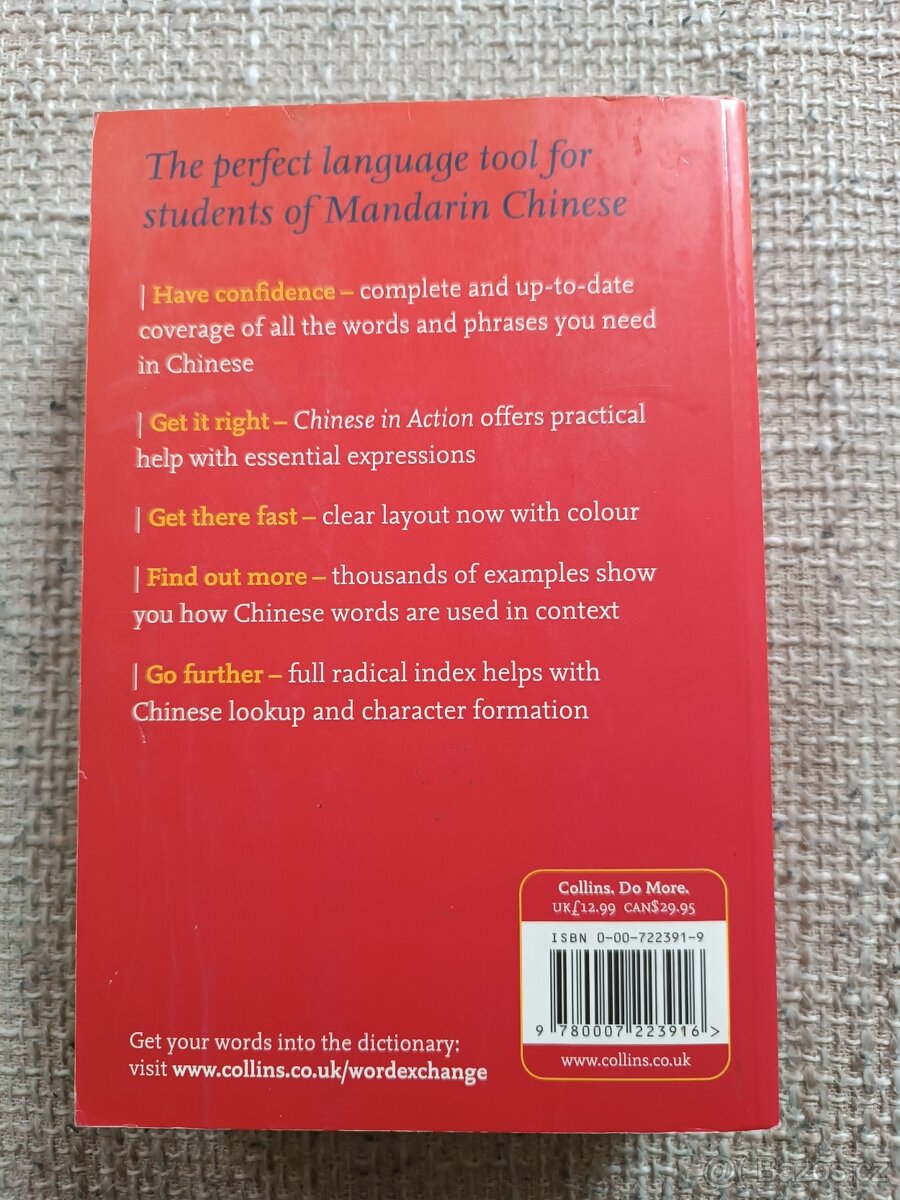 The perfect language tool for
students of Mandarin Chinese
| Have confidence – complete and up-to-date
coverage of all the words and phrases you need
in Chinese
| Get it right – Chinese in Action offers practical
help with essential expressions
| Get there fast – clear layout now with colour
| Find out more – thousands of examples show
you how Chinese words are used in context
| Go further – full radical index helps with
Chinese lookup and character formation
Collins. Do More.
UK£12.99 CAN$29.95
ISBN 0-00-722391-9
9 780007 223916 >
www.collins.co.uk
Get your words into the dictionary:
visit www.collins.co.uk/wordexchange
@ Bazos.cz